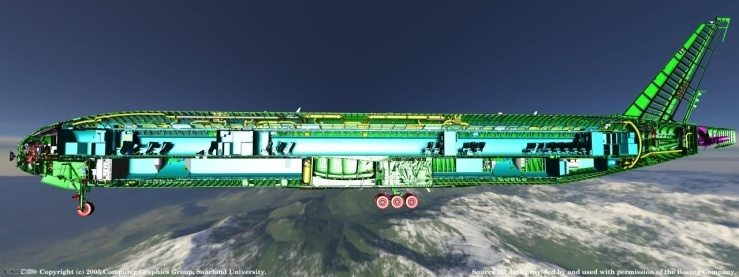 Copyright (c) 2005 Computer Graphics Group, Saarland University.
Source 3D data provided by and used with permission of the Boeing Company.